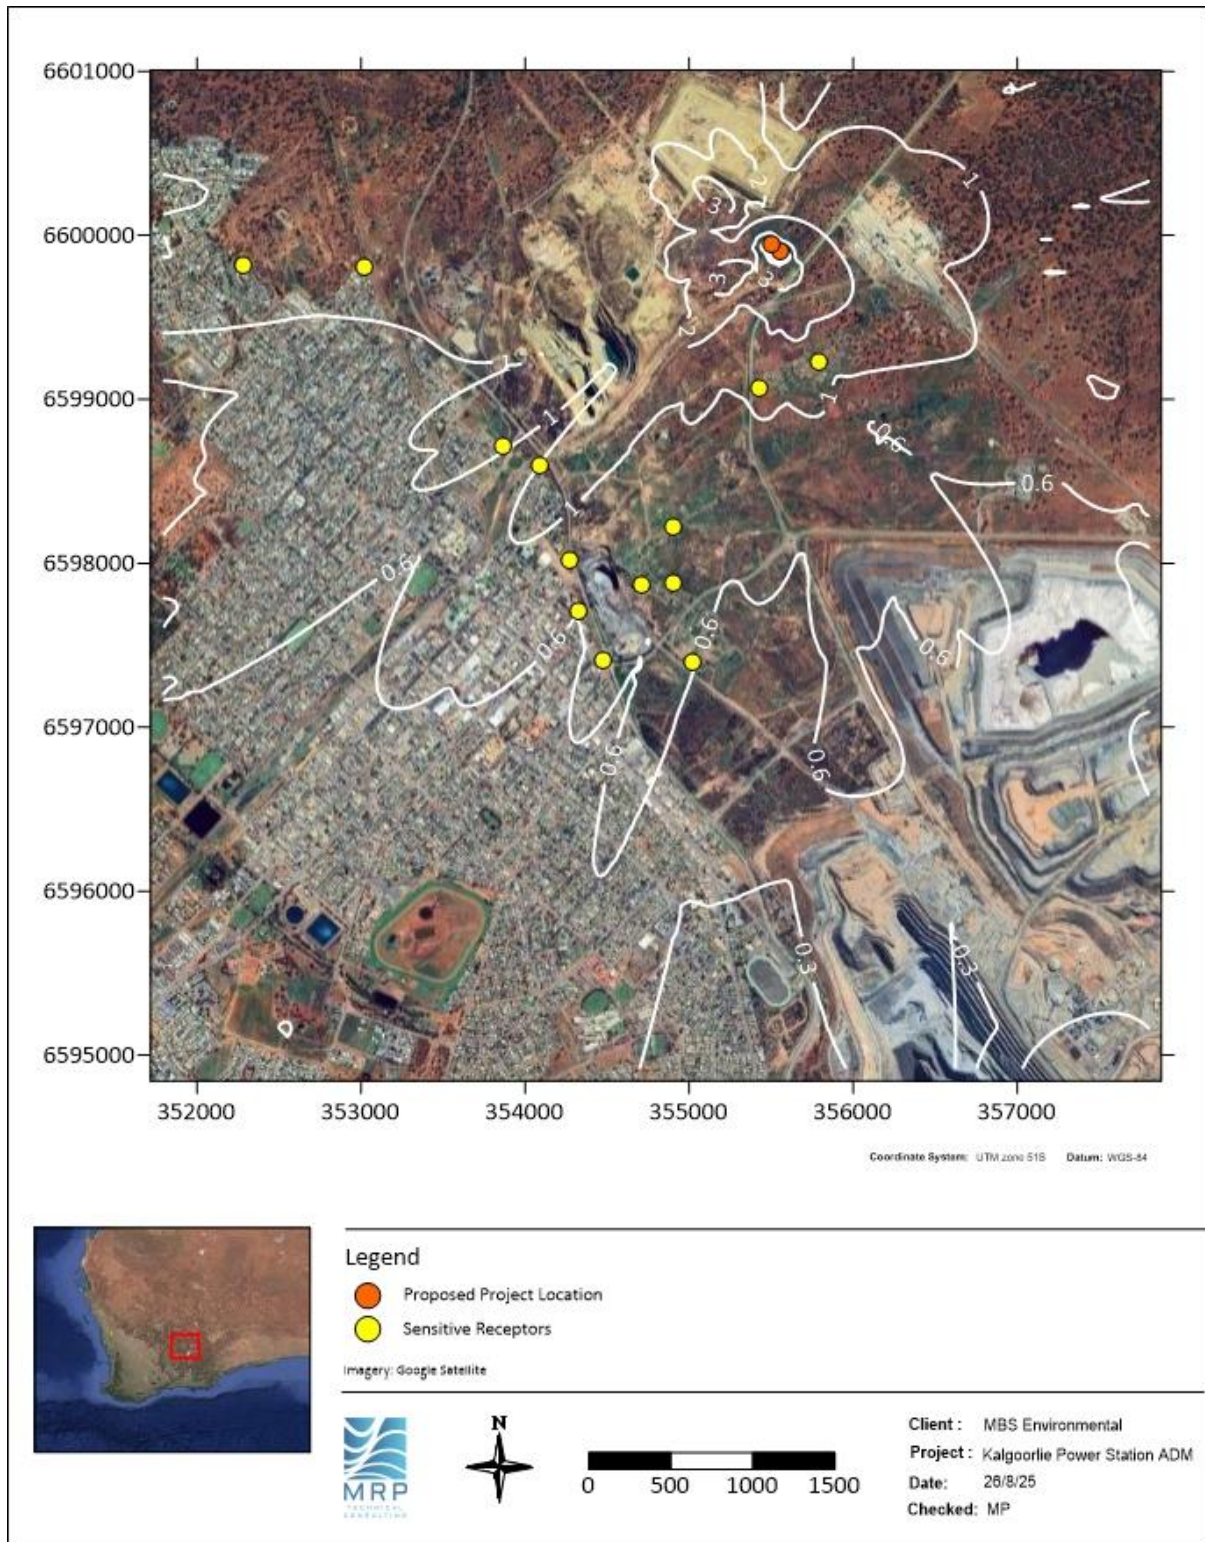 6601000
6600000
6599000
6598000
6597000
6596000
6595000
1
2
2
1
3
3
3
2
1
1
1
1
0.6
0.6
0.6
0.6
0.6
0.6
0.6
0.6
0.3
0.3
352000 353000 354000 355000 356000 357000
Coordinate System: UTM zone 51S Datum: WGS-84
Legend
Proposed Project Location
Sensitive Receptors
Imagery: Google Satellite
N
MRP
TECHNICAL
CONSULTING
0 500 1000 1500
Client : MBS Environmental
Project : Kalgoorlie Power Station ADM
Date: 26/8/25
Checked: MP